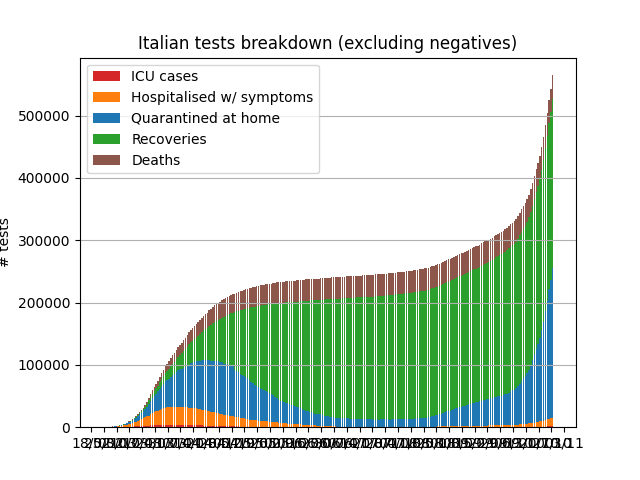 Italian tests breakdown (excluding negatives)
ICU cases
Hospitalised w/ symptoms
Quarantined at home
Recoveries
Deaths
# tests
500000
400000
300000
200000
100000
0